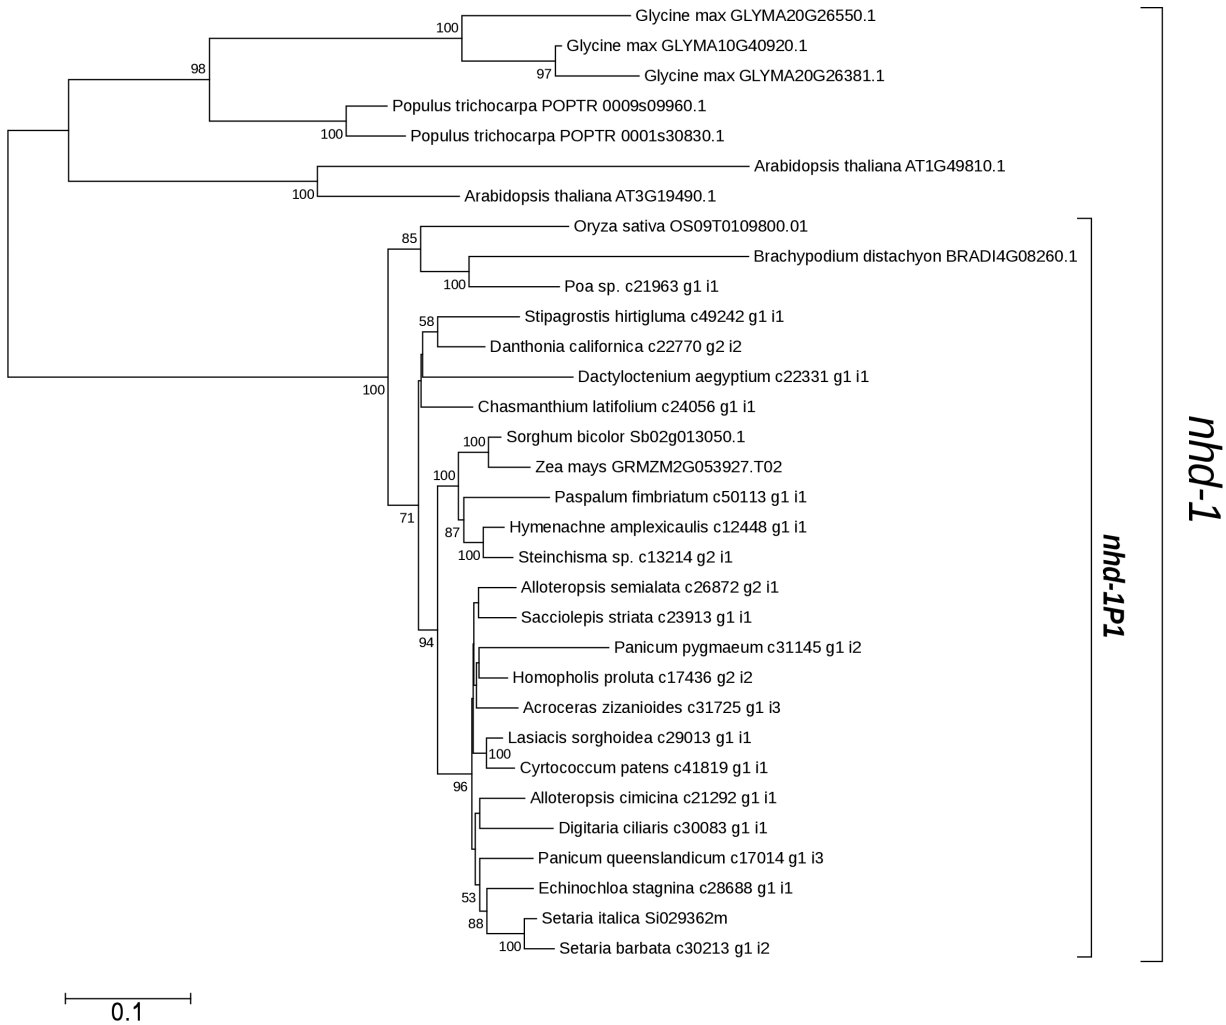 Glycine max GLYMA20G26550.1
100
Glycine max GLYMA10G40920.1
98
97
Glycine max GLYMA20G26381.1
Populus trichocarpa POPTR 0009s09960.1
100
Populus trichocarpa POPTR 0001s30830.1
Arabidopsis thaliana AT1G49810.1
100
Arabidopsis thaliana AT3G19490.1
Oryza sativa OS09T0109800.01
85
Brachypodium distachyon BRADI4G08260.1
100
Poa sp. c21963 g1 i1
58
Stipagrostis hirtigluma c49242 g1 i1
Danthonia californica c22770 g2 i2
Dactyloctenium aegyptium c22331 g1 i1
100
Chasmanthium latifolium c24056 g1 i1
Sorghum bicolor Sb02g013050.1
100
Zea mays GRMZM2G053927.T02
100
Paspalum fimbriatum c50113 g1 i1
71
Hymenachne amplexicaulis c12448 g1 i1
87
100
Steinchisma sp. c13214 g2 i1
Alloteropsis semialata c26872 g2 i1
Sacciolepis striata c23913 g1 i1
94
Panicum pygmaeum c31145 g1 i2
Homopholis proluta c17436 g2 i2
Acroceras zizanioides c31725 g1 i3
Lasiacis sorghoidea c29013 g1 i1
100
Cyrtococcum patens c41819 g1 i1
96
Alloteropsis cimicina c21292 g1 i1
Digitaria ciliaris c30083 g1 i1
Panicum queenslandicum c17014 g1 i3
Echinochloa stagnina c28688 g1 i1
53
Setaria italica Si029362m
88
100
Setaria barbata c30213 g1 i2
nhd-1P1
nhd-1
0.1